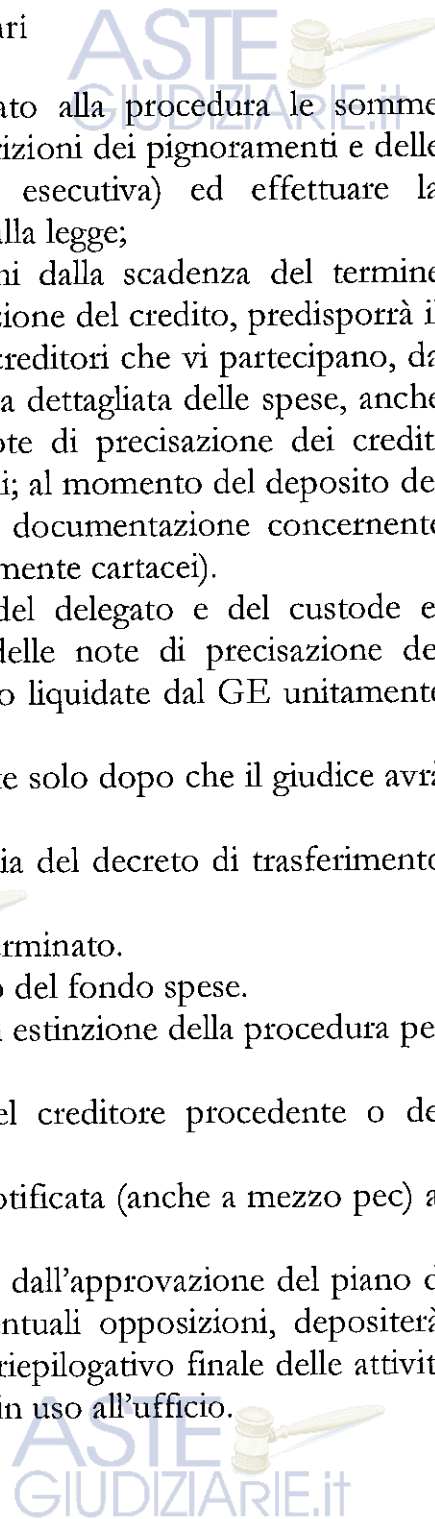 ari
ASTE
GIUDIZIARIE.it
ato alla procedura le somme
rizioni dei pignoramenti e delle
esecutiva) ed effettuare la
alla legge;
ni dalla scadenza del termine
zione del credito, predisporrà il
creditori che vi partecipano, da
a dettagliata delle spese, anche
ote di precisazione dei credit
i; al momento del deposito de
documentazione concernente
mente cartacei).
del delegato e del custode e
delle note di precisazione de
o liquidate dal GE unitamente
te solo dopo che il giudice avrà
ia del decreto di trasferimento
erminato.
o del fondo spese.
i estinzione della procedura pe
el creditore procedente o de
otificata (anche a mezzo pec) a
dall'approvazione del piano d
entuali opposizioni, depositerà
riepilogativo finale delle attivit
in uso all'ufficio.
ASTE
GIUDIZIARIE.it